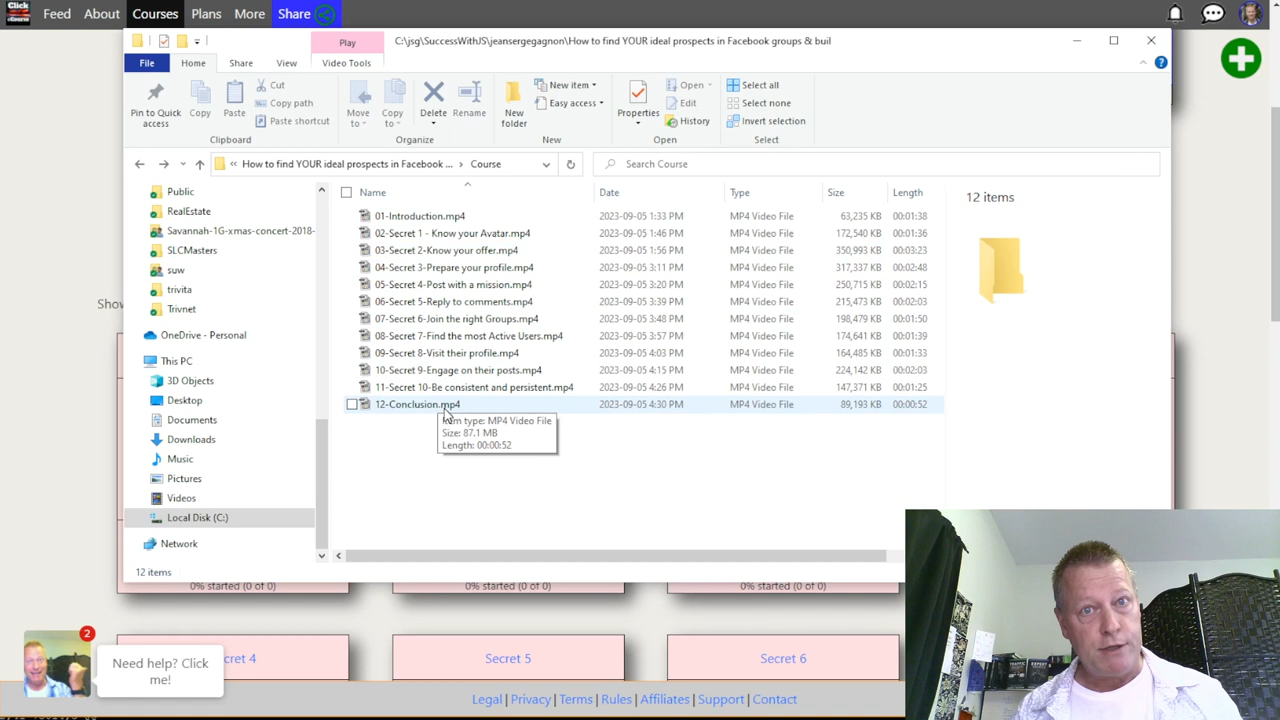 Click
Course
Feed About Courses Plans More Share
Play
C:\jsg\SuccessWithJS\jeansergegagnon\How to find YOUR ideal prospects in Facebook groups & buil
File Home Share View Video Tools
Pin to Quick access
Copy
Paste
Cut
Copy path
Paste shortcut
Clipboard
Move to
Copy to
Delete
Rename
Organize
New folder
New item
Easy access
New
Properties
Open
Edit
History
Open
Select all
Select none
Invert selection
Select
« How to find YOUR ideal prospects in Facebook ... › Course
Search Course
Public
RealEstate
Savannah-1G-xmas-concert-2018-
SLCMasters
suw
trivita
Trivnet
OneDrive - Personal
This PC
3D Objects
Desktop
Documents
Downloads
Music
Pictures
Videos
Local Disk (C:)
Network
Name Date Type Size Length
01-Introduction.mp4 2023-09-05 1:33 PM MP4 Video File 63,235 KB 00:01:38
02-Secret 1 - Know your Avatar.mp4 2023-09-05 1:46 PM MP4 Video File 172,540 KB 00:01:36
03-Secret 2-Know your offer.mp4 2023-09-05 1:56 PM MP4 Video File 350,993 KB 00:03:23
04-Secret 3-Prepare your profile.mp4 2023-09-05 3:11 PM MP4 Video File 317,337 KB 00:02:48
05-Secret 4-Post with a mission.mp4 2023-09-05 3:20 PM MP4 Video File 250,715 KB 00:02:15
06-Secret 5-Reply to comments.mp4 2023-09-05 3:39 PM MP4 Video File 215,473 KB 00:02:03
07-Secret 6-Join the right Groups.mp4 2023-09-05 3:48 PM MP4 Video File 198,479 KB 00:01:50
08-Secret 7-Find the most Active Users.mp4 2023-09-05 3:57 PM MP4 Video File 174,641 KB 00:01:39
09-Secret 8-Visit their profile.mp4 2023-09-05 4:03 PM MP4 Video File 164,485 KB 00:01:33
10-Secret 9-Engage on their posts.mp4 2023-09-05 4:15 PM MP4 Video File 224,142 KB 00:02:03
11-Secret 10-Be consistent and persistent.mp4 2023-09-05 4:26 PM MP4 Video File 147,371 KB 00:01:25
12-Conclusion.mp4 2023-09-05 4:30 PM MP4 Video File 89,193 KB 00:00:52
Item type: MP4 Video File
Size: 87.1 MB
Length: 00:00:52
12 items
12 items
Show
0% started (0 of 0) 0% started (0 of 0) 0% started (0 of 0)
cret 4 Secret 5 Secret 6
2
Need help? Click
me!
Legal | Privacy | Terms | Rules | Affiliates | Support | Contact
TRAFFIC
EXPERT